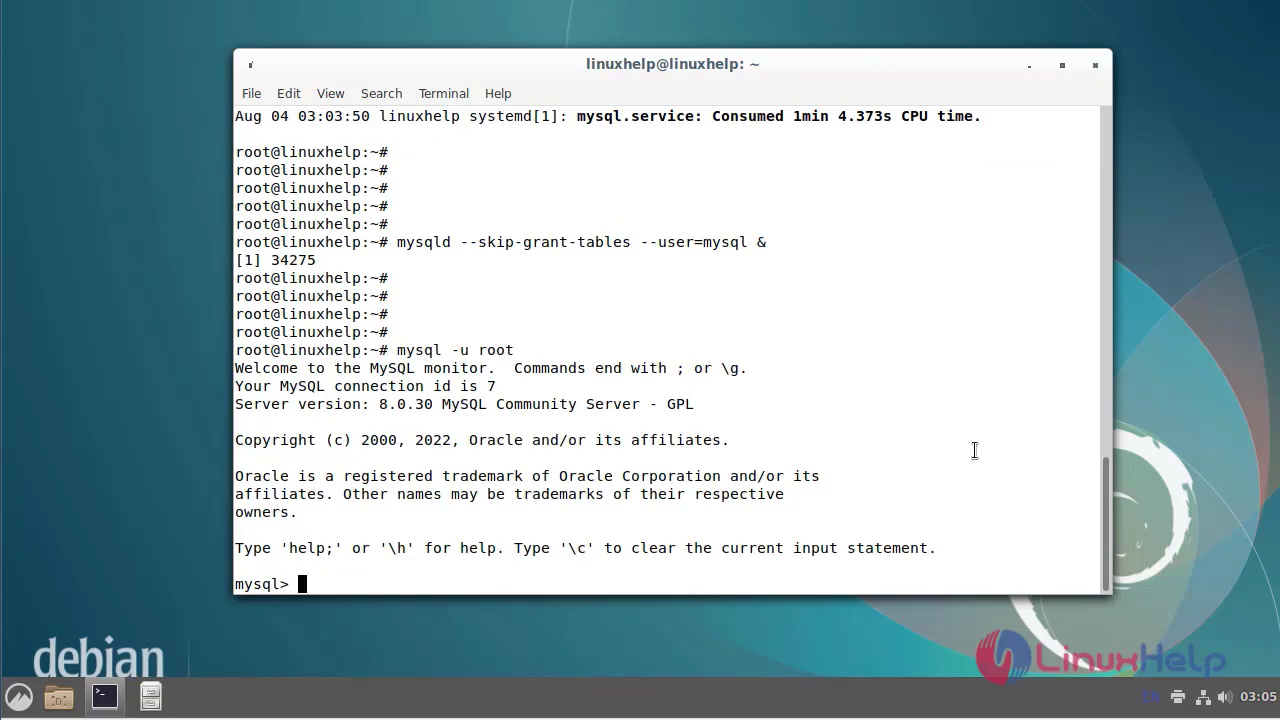 linuxhelp@linuxhelp: ~
File Edit View Search Terminal Help
Aug 04 03:03:50 linuxhelp systemd[1]: mysql.service: Consumed 1min 4.373s CPU time.
root@linuxhelp:~#
root@linuxhelp:~#
root@linuxhelp:~#
root@linuxhelp:~#
root@linuxhelp:~#
root@linuxhelp:~# mysqld --skip-grant-tables --user=mysql &
[1] 34275
root@linuxhelp:~#
root@linuxhelp:~#
root@linuxhelp:~#
root@linuxhelp:~#
root@linuxhelp:~# mysql -u root
Welcome to the MySQL monitor.  Commands end with ; or \g.
Your MySQL connection id is 7
Server version: 8.0.30 MySQL Community Server - GPL
Copyright (c) 2000, 2022, Oracle and/or its affiliates.
Oracle is a registered trademark of Oracle Corporation and/or its
affiliates. Other names may be trademarks of their respective
owners.
Type 'help;' or '\h' for help. Type '\c' to clear the current input statement.
mysql>
debian
LinuxHelp
03:05